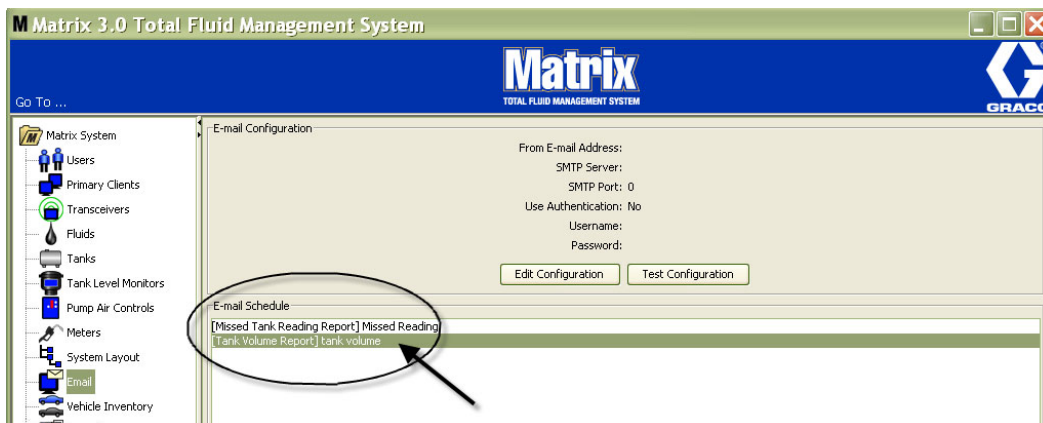 M Matrix 3.0 Total Fluid Management System
Matrix
TOTAL FLUID MANAGEMENT SYSTEM
GRACO
Go To ...
Matrix System
Users
Primary Clients
Transceivers
Fluids
Tanks
Tank Level Monitors
Pump Air Controls
Meters
System Layout
Email
Vehicle Inventory
E-mail Configuration
From E-mail Address:
SMTP Server:
SMTP Port: 0
Use Authentication: No
Username:
Password:
Edit Configuration Test Configuration
E-mail Schedule
[Missed Tank Reading Report] Missed Reading
[Tank Volume Report] tank volume